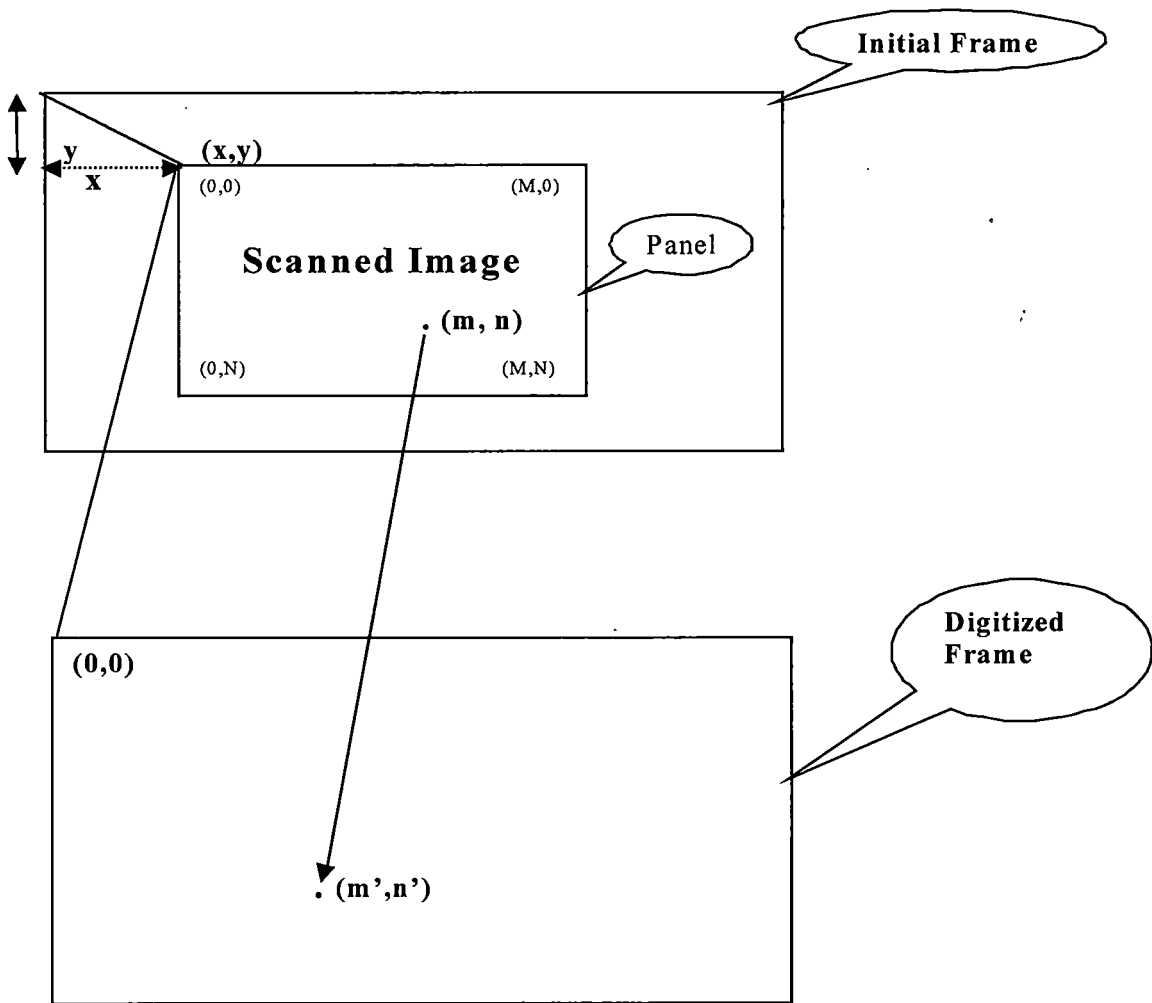 Initial Frame
y
(x,y)
x
(0,0)
(M,0)
Panel
Scanned Image
. (m, n)
(0,N)
(M,N)
Digitized
Frame
(0,0)
. (m’,n’)